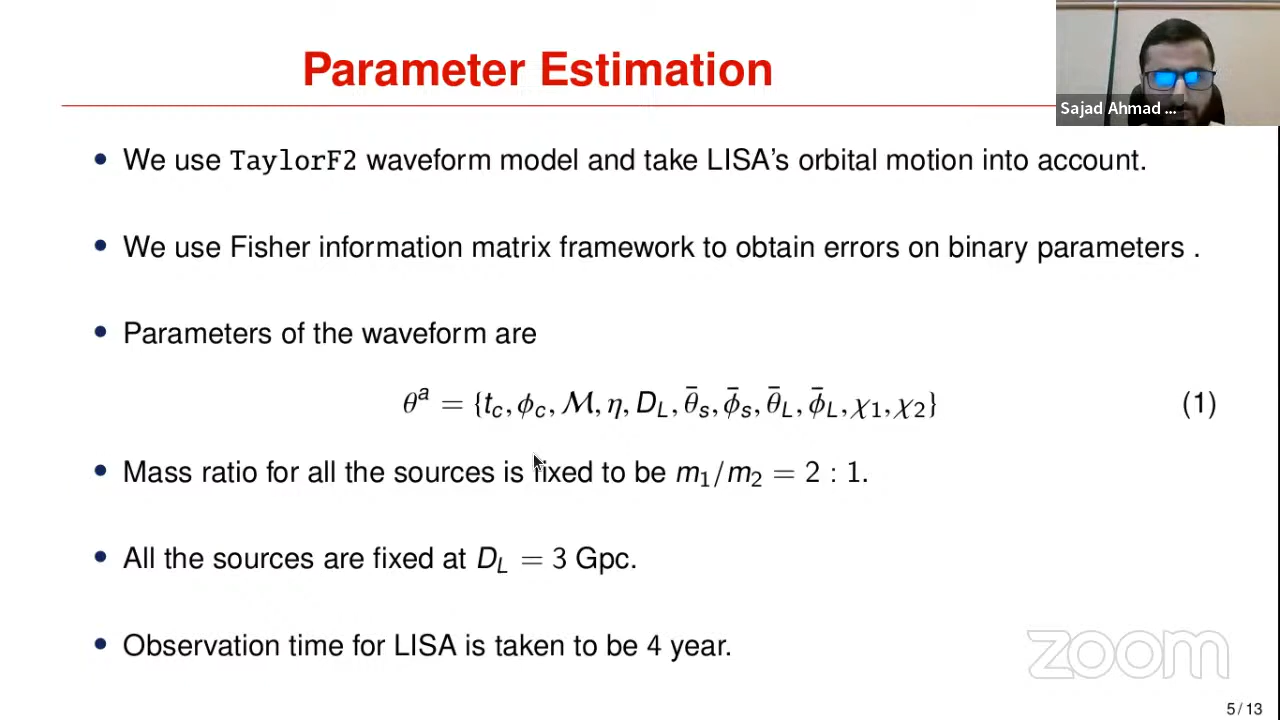 Parameter Estimation
Sajad Ahmad ...
• We use TaylorF2 waveform model and take LISA's orbital motion into account.
• We use Fisher information matrix framework to obtain errors on binary parameters .
• Parameters of the waveform are
θᵃ = {t_c, ϕ_c, ℳ, η, D_L, θ̄_s, ϕ̄_s, θ̄_L, ϕ̄_L, χ₁, χ₂} (1)
• Mass ratio for all the sources is fixed to be m₁/m₂ = 2 : 1.
• All the sources are fixed at D_L = 3 Gpc.
• Observation time for LISA is taken to be 4 year.
zoom
5 / 13